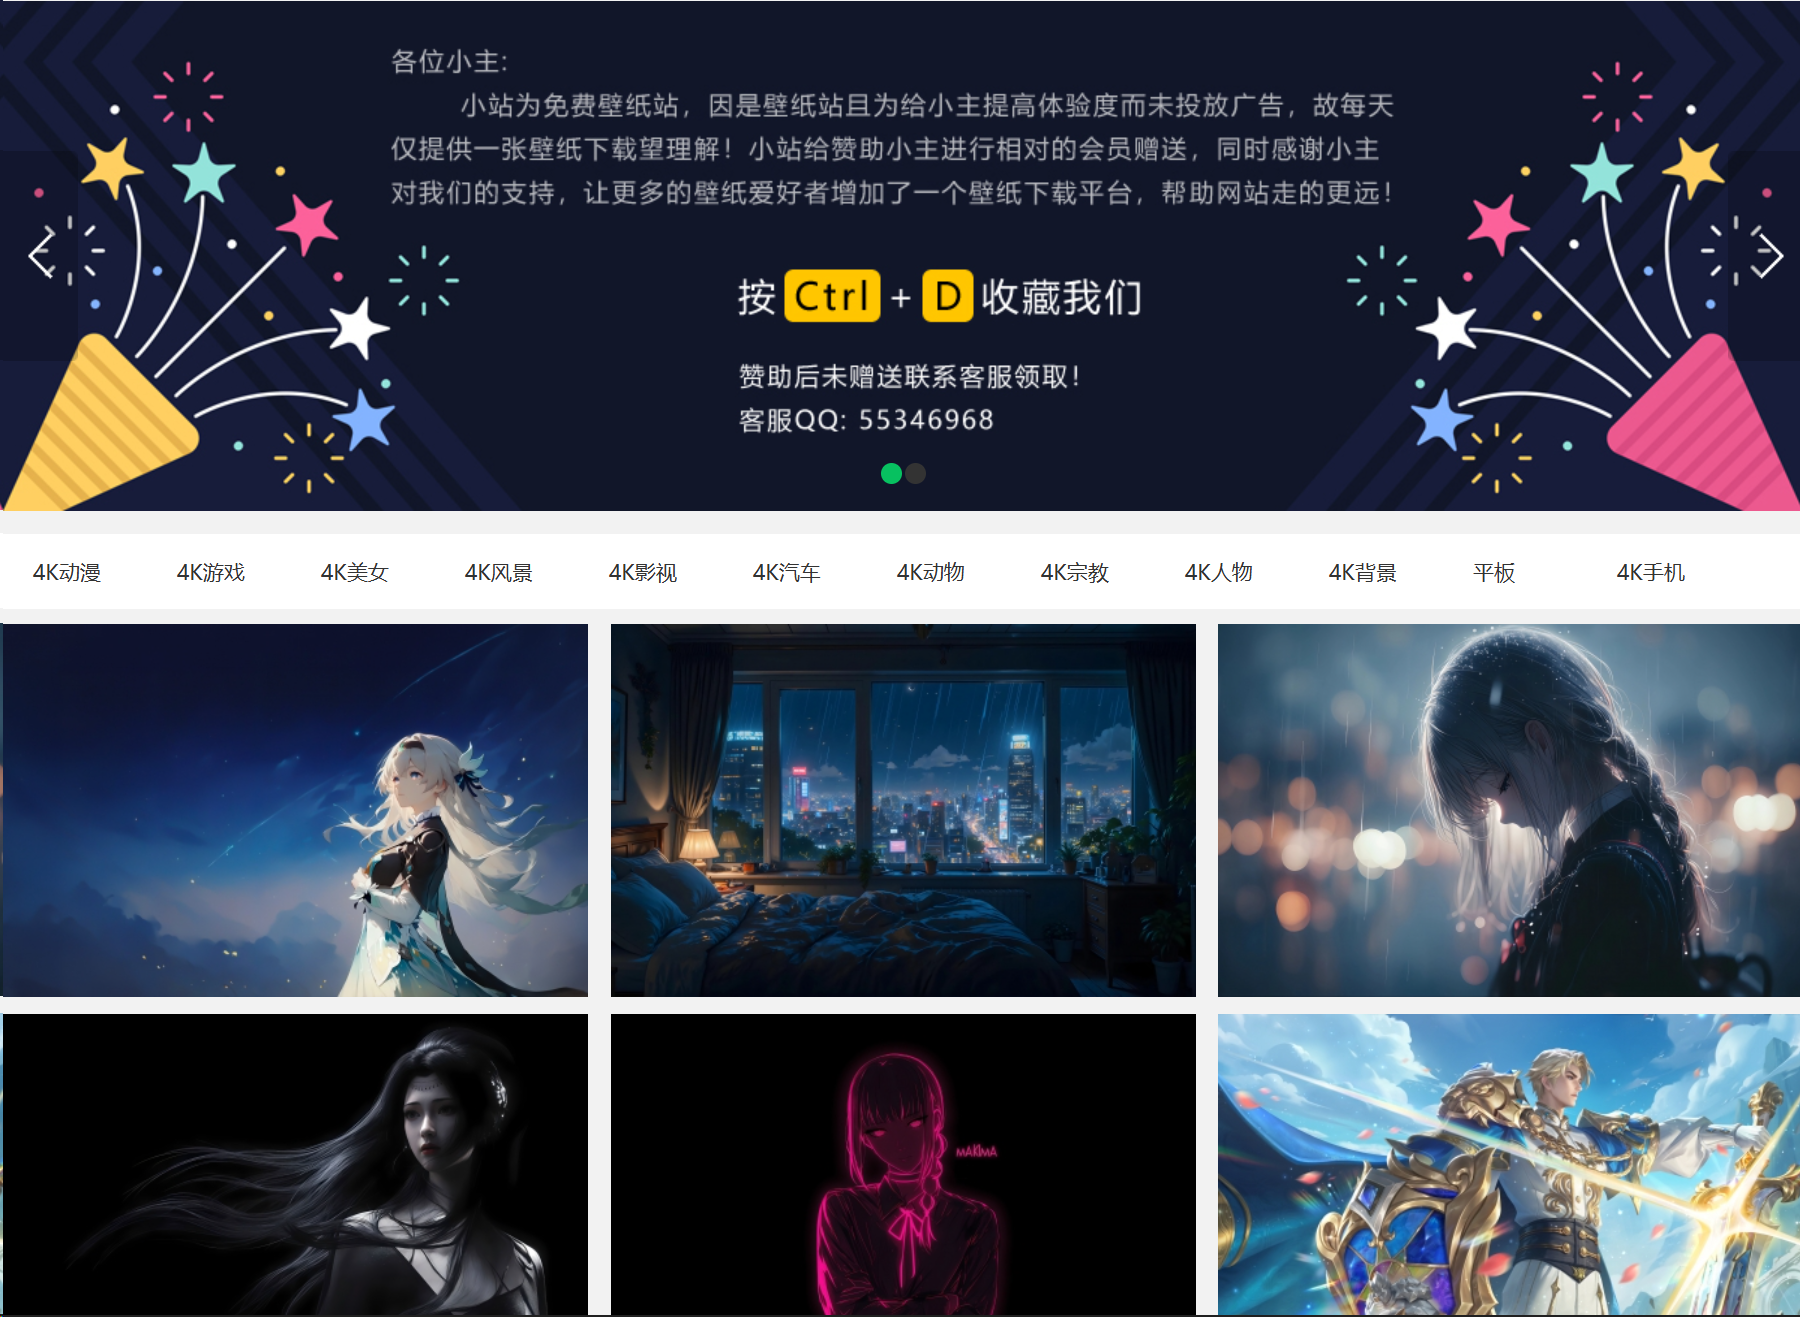 各位小主:
小站为免费壁纸站，因是壁纸站且为给小主提高体验度而未投放广告，故每天
仅提供一张壁纸下载望理解！小站给赞助小主进行相对的会员赠送，同时感谢小主
对我们的支持，让更多的壁纸爱好者增加了一个壁纸下载平台，帮助网站走的更远！
按 Ctrl + D 收藏我们
赞助后未赠送联系客服领取！
客服QQ: 55346968
4K动漫 4K游戏 4K美女 4K风景 4K影视 4K汽车 4K动物 4K宗教 4K人物 4K背景 平板 4K手机
MAKIMA